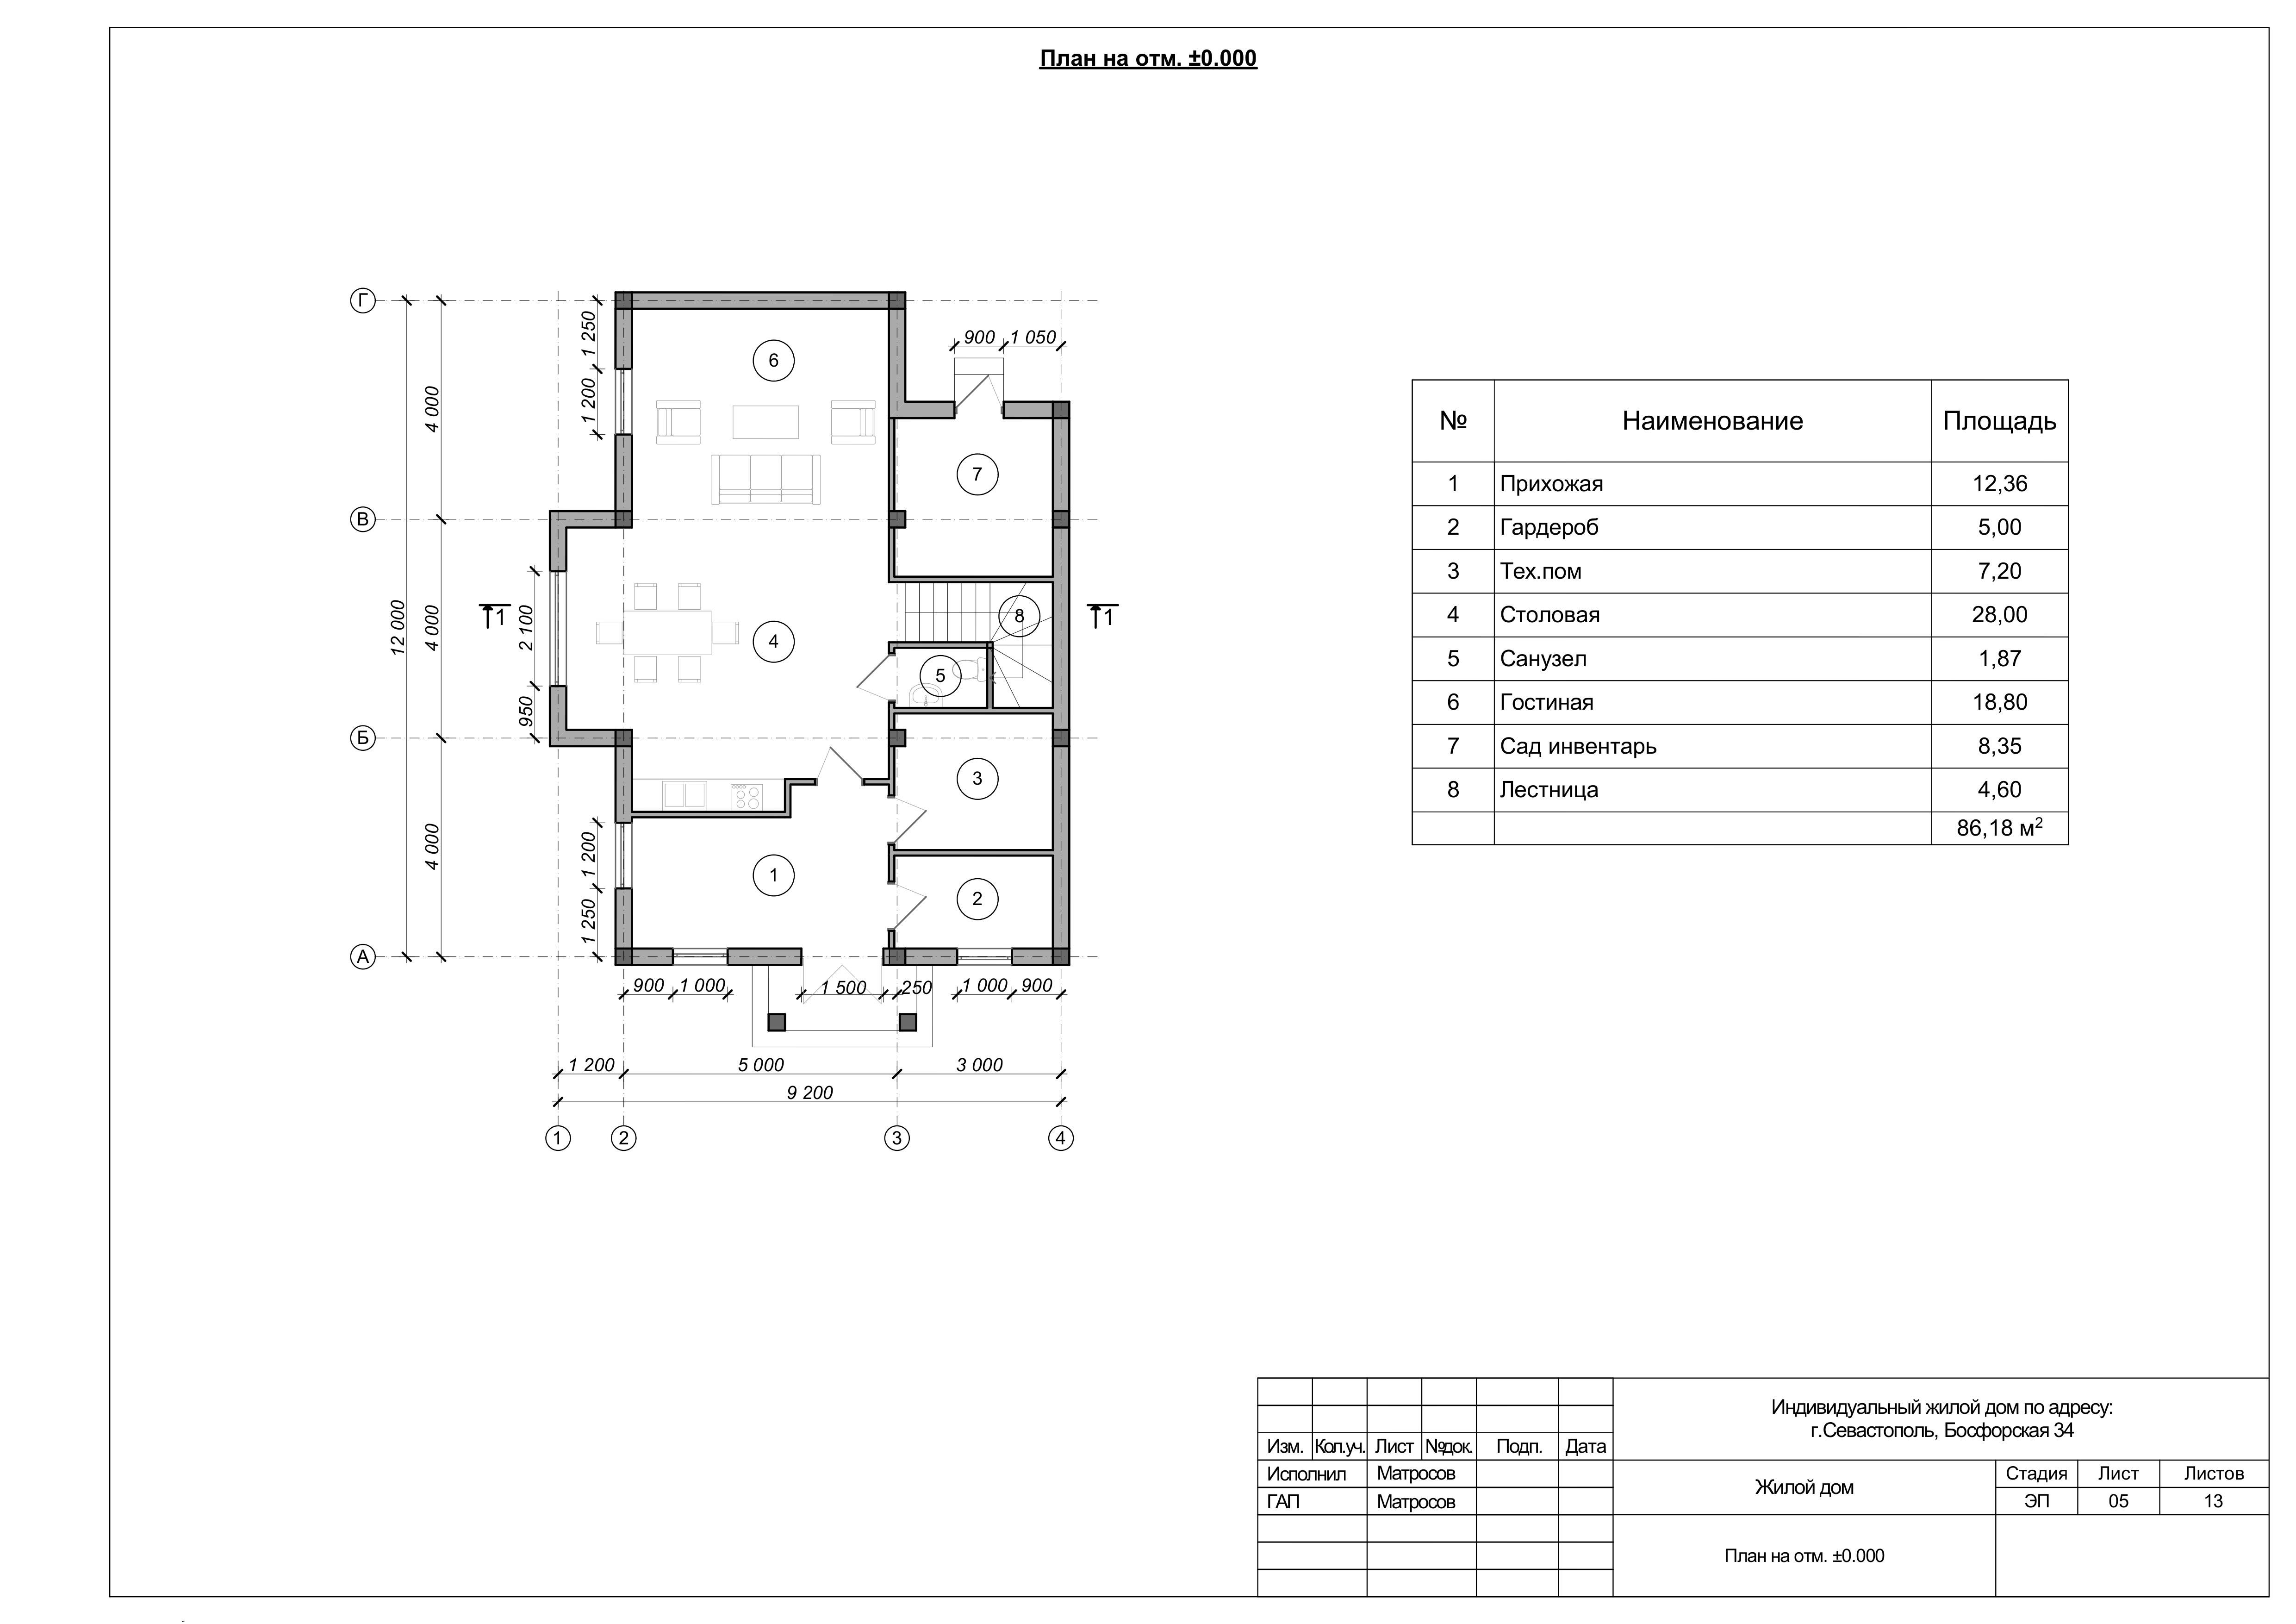 План на отм. ±0.000
Г
В
Б
А
12 000
4 000
4 000
4 000
1 250
1 200
2 100
950
1 200
1 250
900 1 050
6
7
1
8
1
4
5
3
1
2
900 1 000 1 500 250 1 000 900
1 200 5 000 3 000
9 200
1 2 3 4
№ Наименование Площадь
1 Прихожая 12,36
2 Гардероб 5,00
3 Тех.пом 7,20
4 Столовая 28,00
5 Санузел 1,87
6 Гостиная 18,80
7 Сад инвентарь 8,35
8 Лестница 4,60
86,18 м²
Индивидуальный жилой дом по адресу:
г.Севастополь, Босфорская 34
Изм. Кол.уч. Лист №док. Подп. Дата
Исполнил Матросов
ГАП Матросов
Жилой дом
Стадия Лист Листов
ЭП 05 13
План на отм. ±0.000